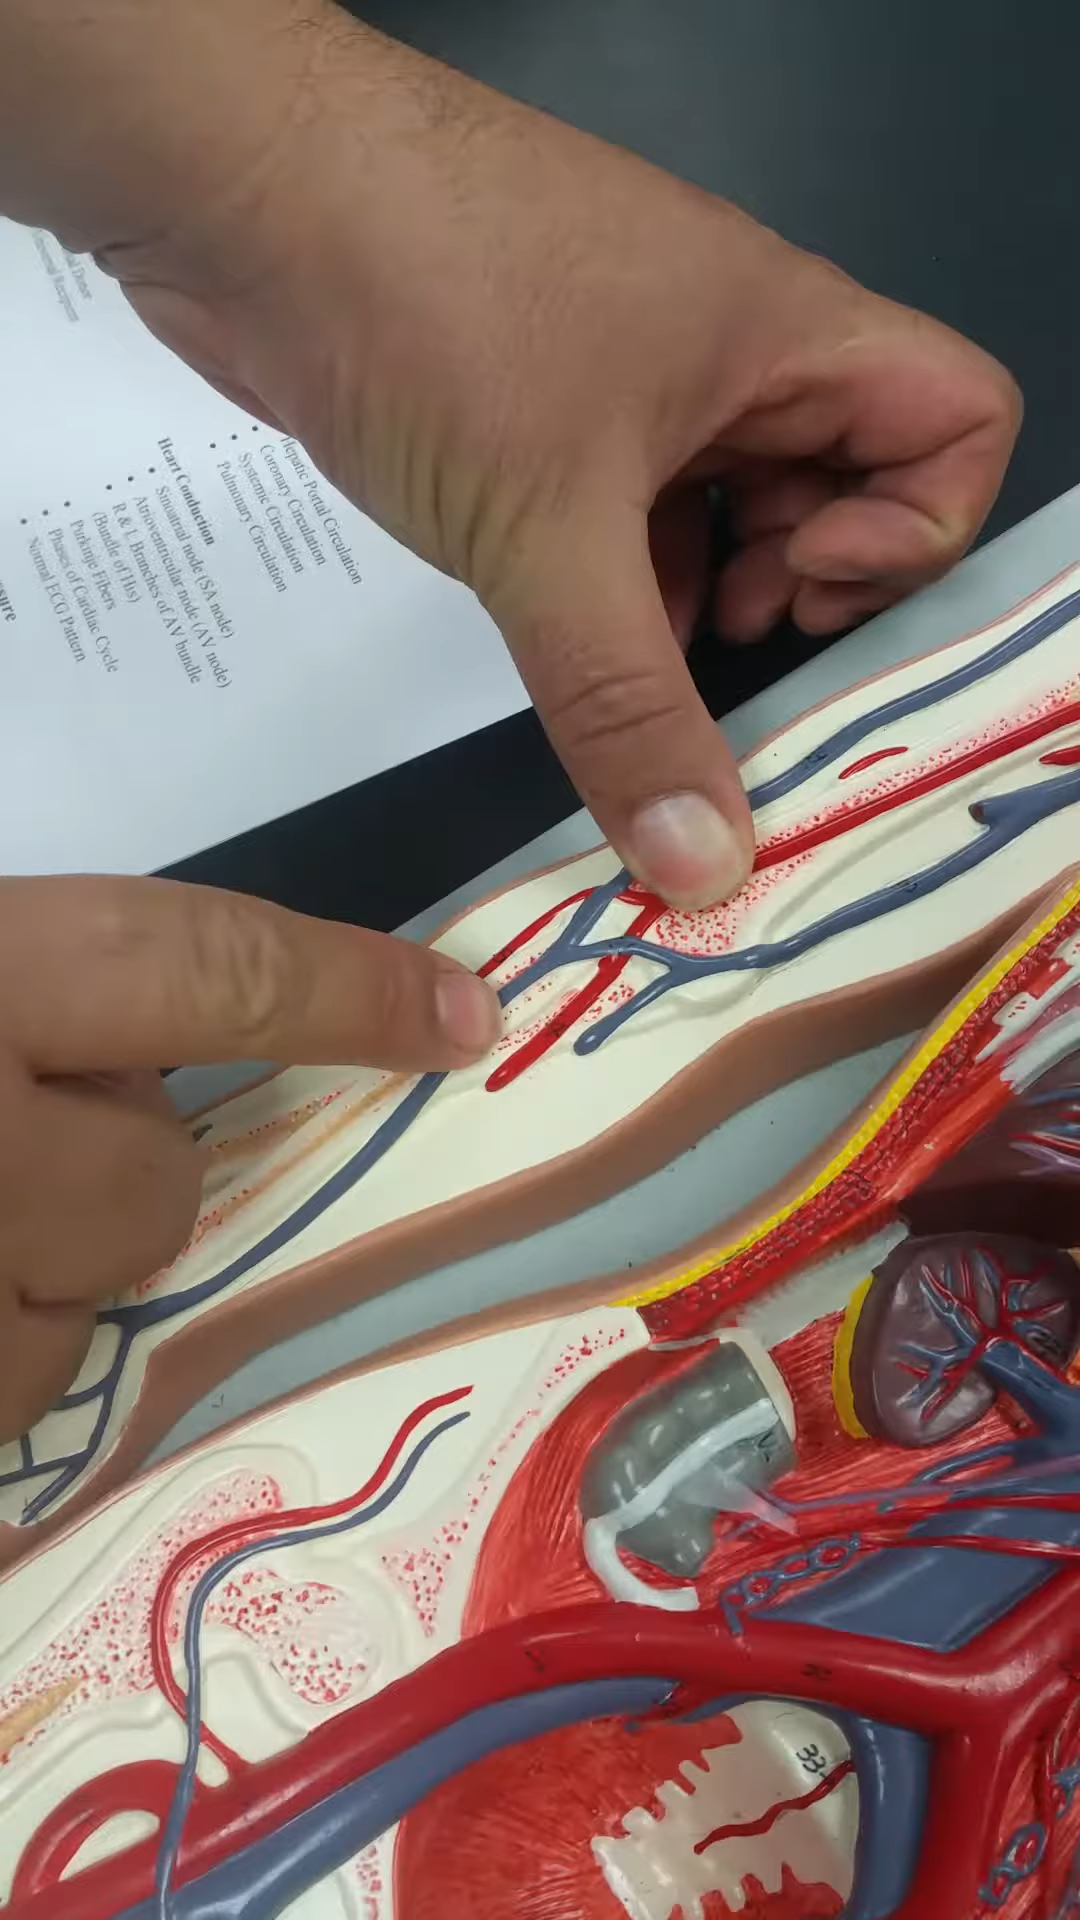 Hepatic Portal Circulation
Coronary Circulation
Systemic Circulation
Pulmonary Circulation
Heart Conduction
Sinoatrial node (SA node)
Atrioventricular node (AV node)
R & L Branches of AV bundle
(Bundle of His)
Purkinje Fibers
Phases of Cardiac Cycle
Normal ECG Pattern
33